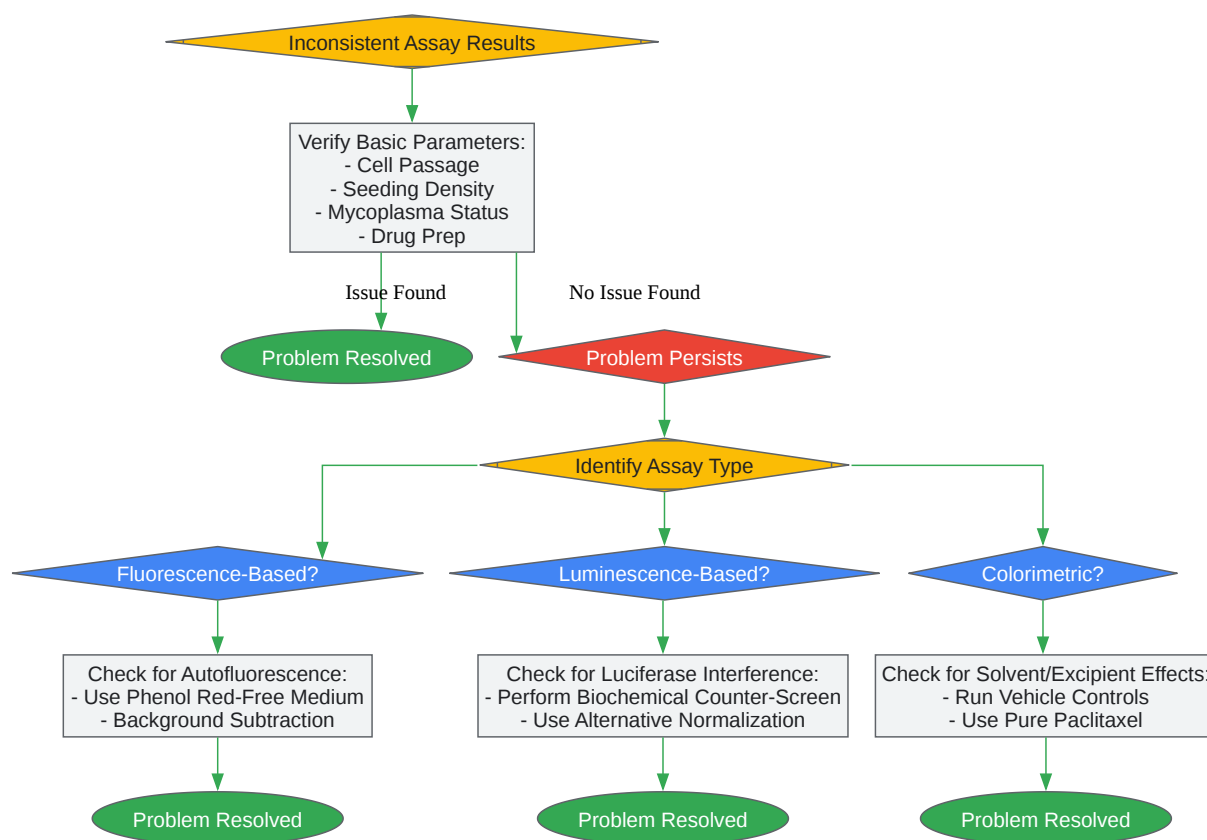 Inconsistent Assay Results
Verify Basic Parameters:
- Cell Passage
- Seeding Density
- Mycoplasma Status
- Drug Prep
Issue Found
No Issue Found
Problem Resolved
Problem Persists
Identify Assay Type
Fluorescence-Based?
Luminescence-Based?
Colorimetric?
Check for Autofluorescence:
- Use Phenol Red-Free Medium
- Background Subtraction
Check for Luciferase Interference:
- Perform Biochemical Counter-Screen
- Use Alternative Normalization
Check for Solvent/Excipient Effects:
- Run Vehicle Controls
- Use Pure Paclitaxel
Problem Resolved
Problem Resolved
Problem Resolved